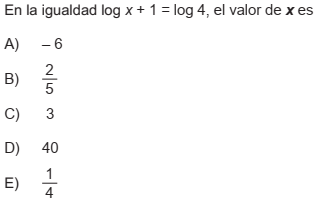 En la igualdad log x + 1 = log 4, el valor de x es
A) – 6
B) 2/5
C) 3
D) 40
E) 1/4